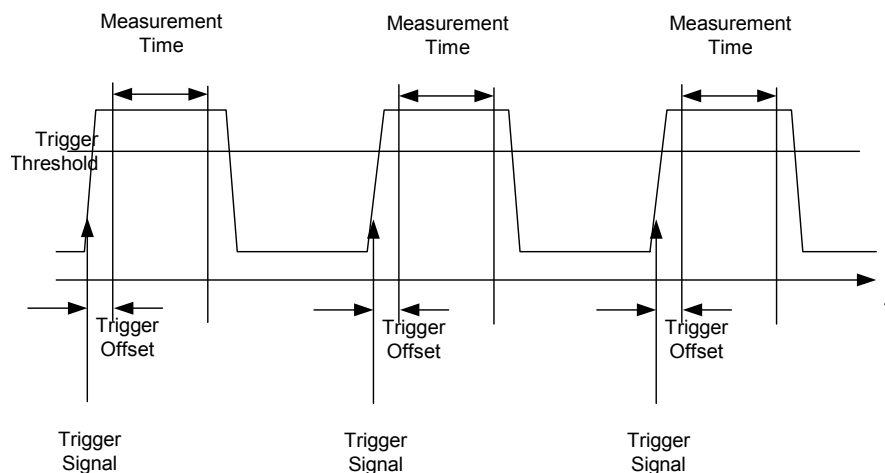 Measurement
Time
Measurement
Time
Measurement
Time
Trigger
Threshold
Trigger
Offset
Trigger
Offset
Trigger
Offset
Trigger
Signal
Trigger
Signal
Trigger
Signal